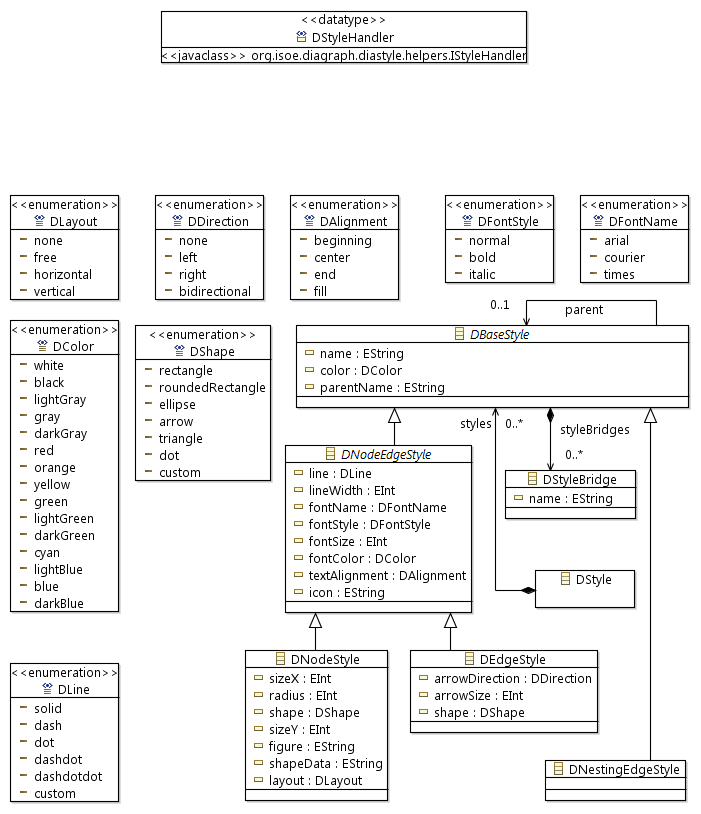 <<datatype>>
DStyleHandler
<<javaclass>> org.isoe.diagraph.diastyle.helpers.IStyleHandler
<<enumeration>>
DLayout
none
free
horizontal
vertical
<<enumeration>>
DDirection
none
left
right
bidirectional
<<enumeration>>
DAlignment
beginning
center
end
fill
<<enumeration>>
DFontStyle
normal
bold
italic
<<enumeration>>
DFontName
arial
courier
times
<<enumeration>>
DColor
white
black
lightGray
gray
darkGray
red
orange
yellow
green
lightGreen
darkGreen
cyan
lightBlue
blue
darkBlue
<<enumeration>>
DShape
rectangle
roundedRectangle
ellipse
arrow
triangle
dot
custom
0..1
parent
DBaseStyle
name : EString
color : DColor
parentName : EString
styles
0..*
styleBridges
0..*
DNodeEdgeStyle
line : DLine
lineWidth : EInt
fontName : DFontName
fontStyle : DFontStyle
fontSize : EInt
fontColor : DColor
textAlignment : DAlignment
icon : EString
DStyleBridge
name : EString
DStyle
<<enumeration>>
DLine
solid
dash
dot
dashdot
dashdotdot
custom
DNodeStyle
sizeX : EInt
radius : EInt
shape : DShape
sizeY : EInt
figure : EString
shapeData : EString
layout : DLayout
DEdgeStyle
arrowDirection : DDirection
arrowSize : EInt
shape : DShape
DNestingEdgeStyle